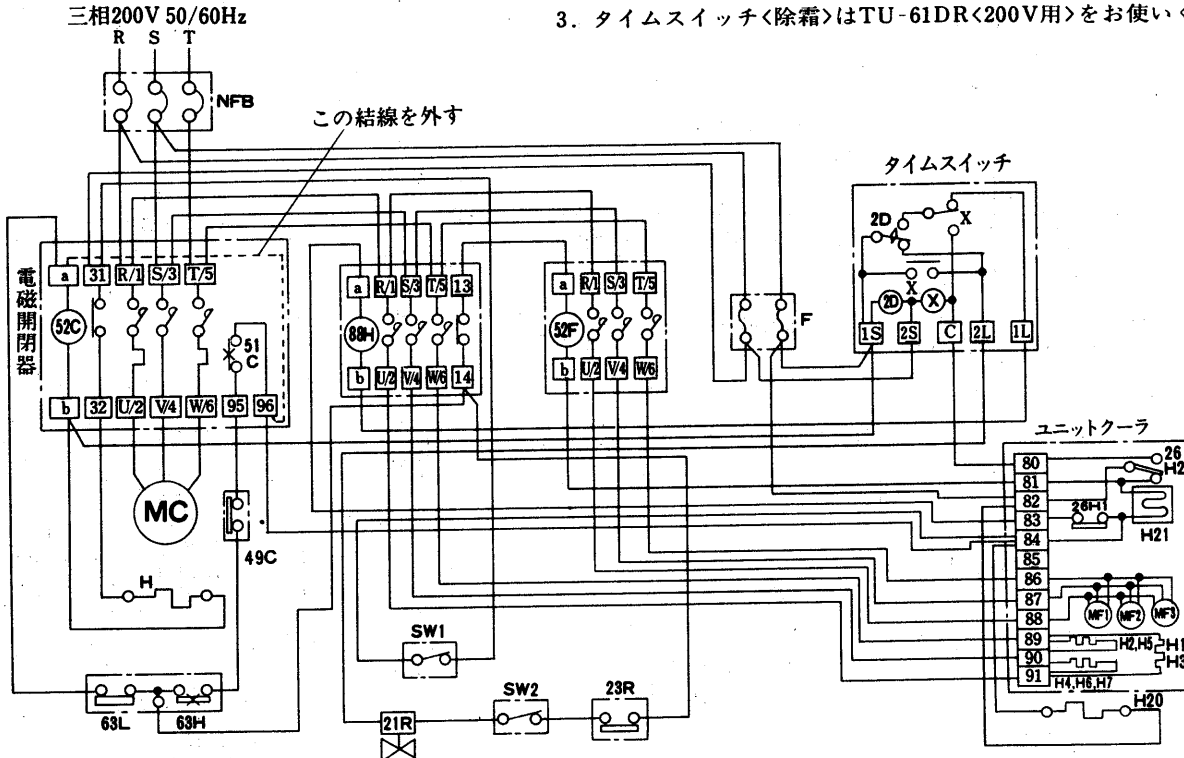 三相200V 50/60Hz
3. タイムスイッチ<除霜>はTU-61DR<200V用>をお使いく
R S T
NFB
この結線を外す
タイムスイッチ
2D X
X
2D X
1S 2S C 2L 1L
電磁開閉器
a 31 R/1 S/3 T/5
52C
51C
b 32 U/2 V/4 W/6 95 96
a R/1 S/3 T/5 13
88H
b U/2 V/4 W/6 14
a R/1 S/3 T/5
52F
b U/2 V/4 W/6
F
MC
49C
H
63L 63H
SW1
SW2
23R
21R
ユニットクーラ
80
81
82
83
84
85
86
87
88
89
90
91
26
H2
26H1
H21
MF1 MF2 MF3
H2,H5
H1
H3
H4,H6,H7
H20